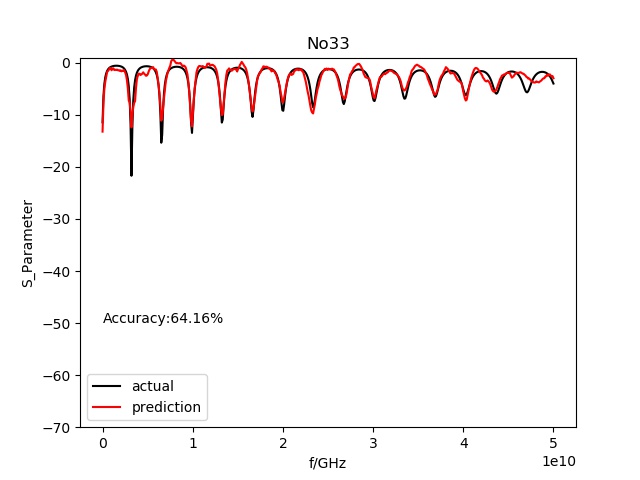 No33
0
−10
−20
−30
−40
−50
−60
−70
S_Parameter
Accuracy:64.16%
actual
prediction
0 1 2 3 4 5
1e10
f/GHz